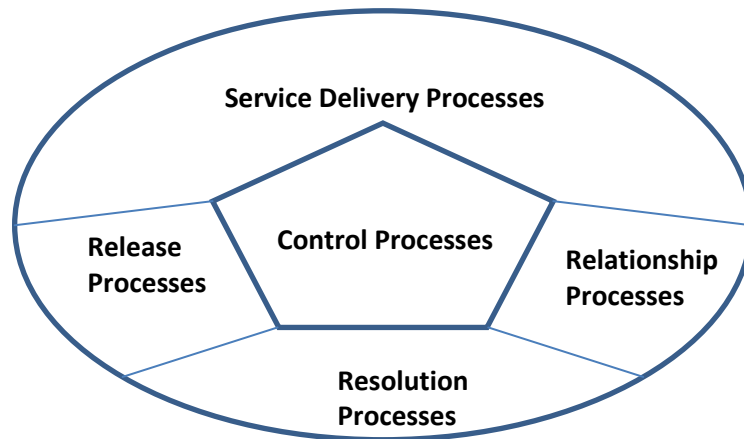 Service Delivery Processes
Control Processes
Release
Processes
Relationship
Processes
Resolution
Processes